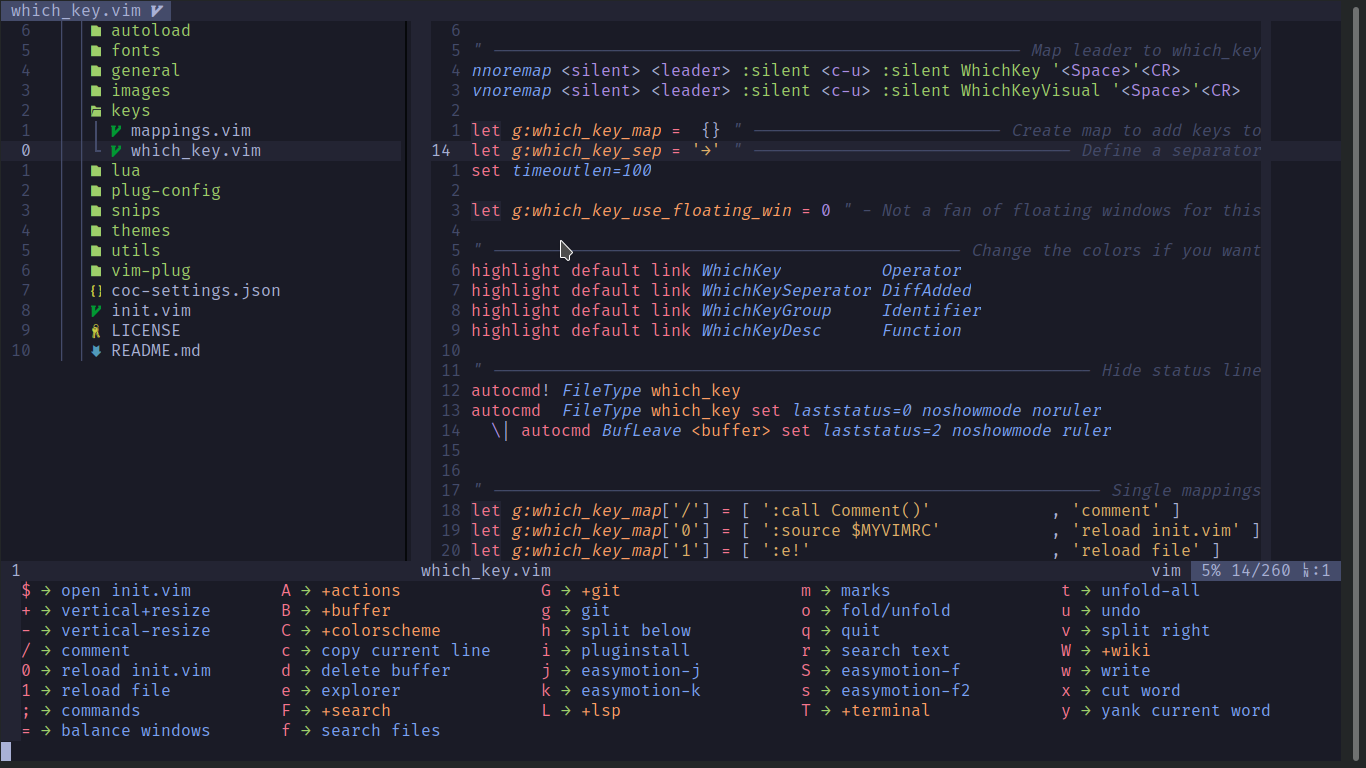 which_key.vim
6 autoload
5 fonts
4 general
3 images
2 keys
1 mappings.vim
0 which_key.vim
1 lua
2 plug-config
3 snips
4 themes
5 utils
6 vim-plug
7 {} coc-settings.json
8 init.vim
9 LICENSE
10 README.md
6
5 " ────────── Map leader to which_key
4 nnoremap <silent> <leader> :silent <c-u> :silent WhichKey '<Space>'<CR>
3 vnoremap <silent> <leader> :silent <c-u> :silent WhichKeyVisual '<Space>'<CR>
2
1 let g:which_key_map =  {} " ────────── Create map to add keys to
14 let g:which_key_sep = '→' " ────────── Define a separator
1 set timeoutlen=100
2
3 let g:which_key_use_floating_win = 0 " - Not a fan of floating windows for this
4
5 " ────────── Change the colors if you want
6 highlight default link WhichKey          Operator
7 highlight default link WhichKeySeperator DiffAdded
8 highlight default link WhichKeyGroup     Identifier
9 highlight default link WhichKeyDesc      Function
10
11 " ────────── Hide status line
12 autocmd! FileType which_key
13 autocmd  FileType which_key set laststatus=0 noshowmode noruler
14   \| autocmd BufLeave <buffer> set laststatus=2 noshowmode ruler
15
16
17 " ────────── Single mappings
18 let g:which_key_map['/'] = [ ':call Comment()'            , 'comment' ]
19 let g:which_key_map['0'] = [ ':source $MYVIMRC'           , 'reload init.vim' ]
20 let g:which_key_map['1'] = [ ':e!'                        , 'reload file' ]
1 which_key.vim vim 5% 14/260 ㏑:1
$ → open init.vim A → +actions G → +git m → marks t → unfold-all
+ → vertical+resize B → +buffer g → git o → fold/unfold u → undo
- → vertical-resize C → +colorscheme h → split below q → quit v → split right
/ → comment c → copy current line i → pluginstall r → search text W → +wiki
0 → reload init.vim d → delete buffer j → easymotion-j S → easymotion-f w → write
1 → reload file e → explorer k → easymotion-k s → easymotion-f2 x → cut word
; → commands F → +search L → +lsp T → +terminal y → yank current word
= → balance windows f → search files